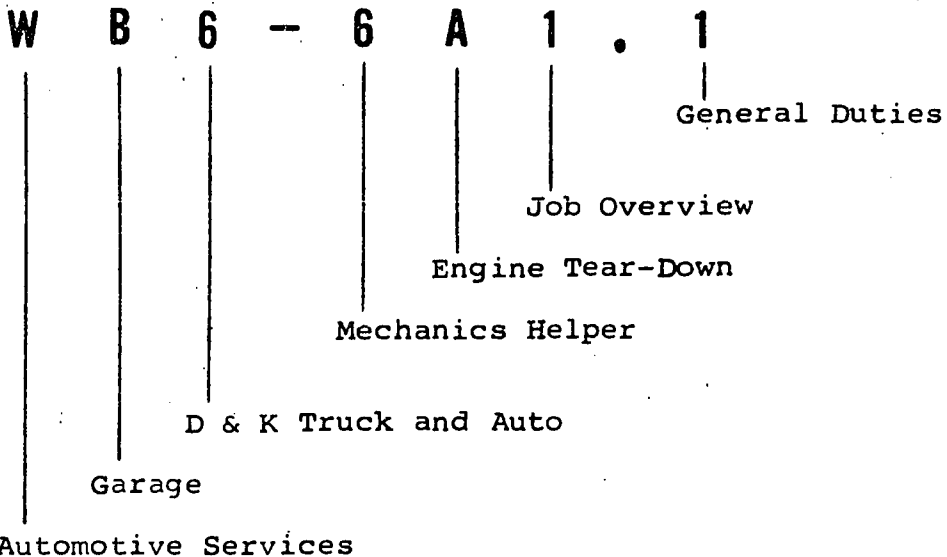 W B 6 - 6 A 1 . 1
General Duties
Job Overview
Engine Tear-Down
Mechanics Helper
D & K Truck and Auto
Garage
Automotive Services